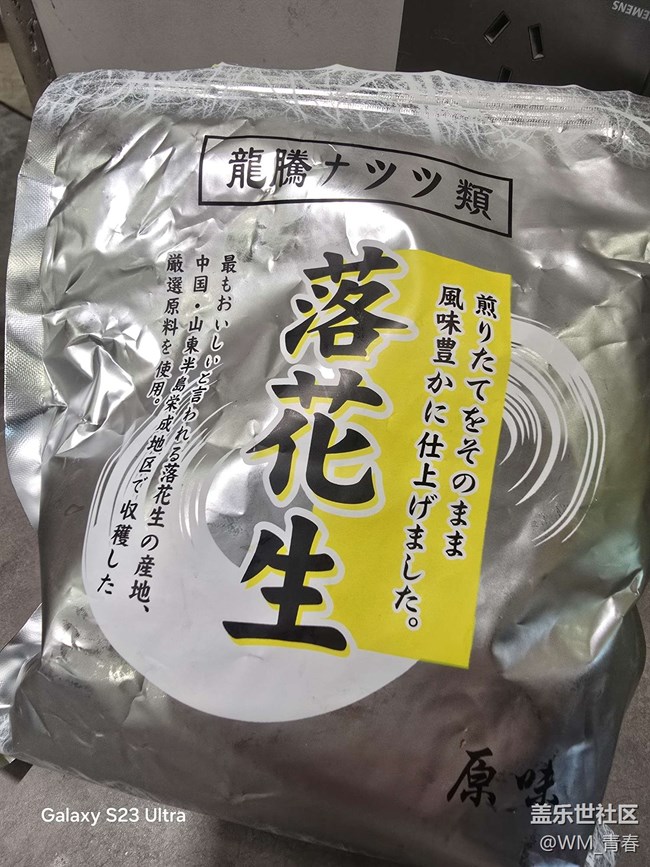 SIEMENS
龍騰ナッツ類
煎りたてをそのまま
風味豊かに仕上げました。
落花生
最もおいしいと言われる落花生の産地、
中国・山東半島栄成地区で収穫した
厳選原料を使用。
原味
Galaxy S23 Ultra
盖乐世社区
@WM_青春